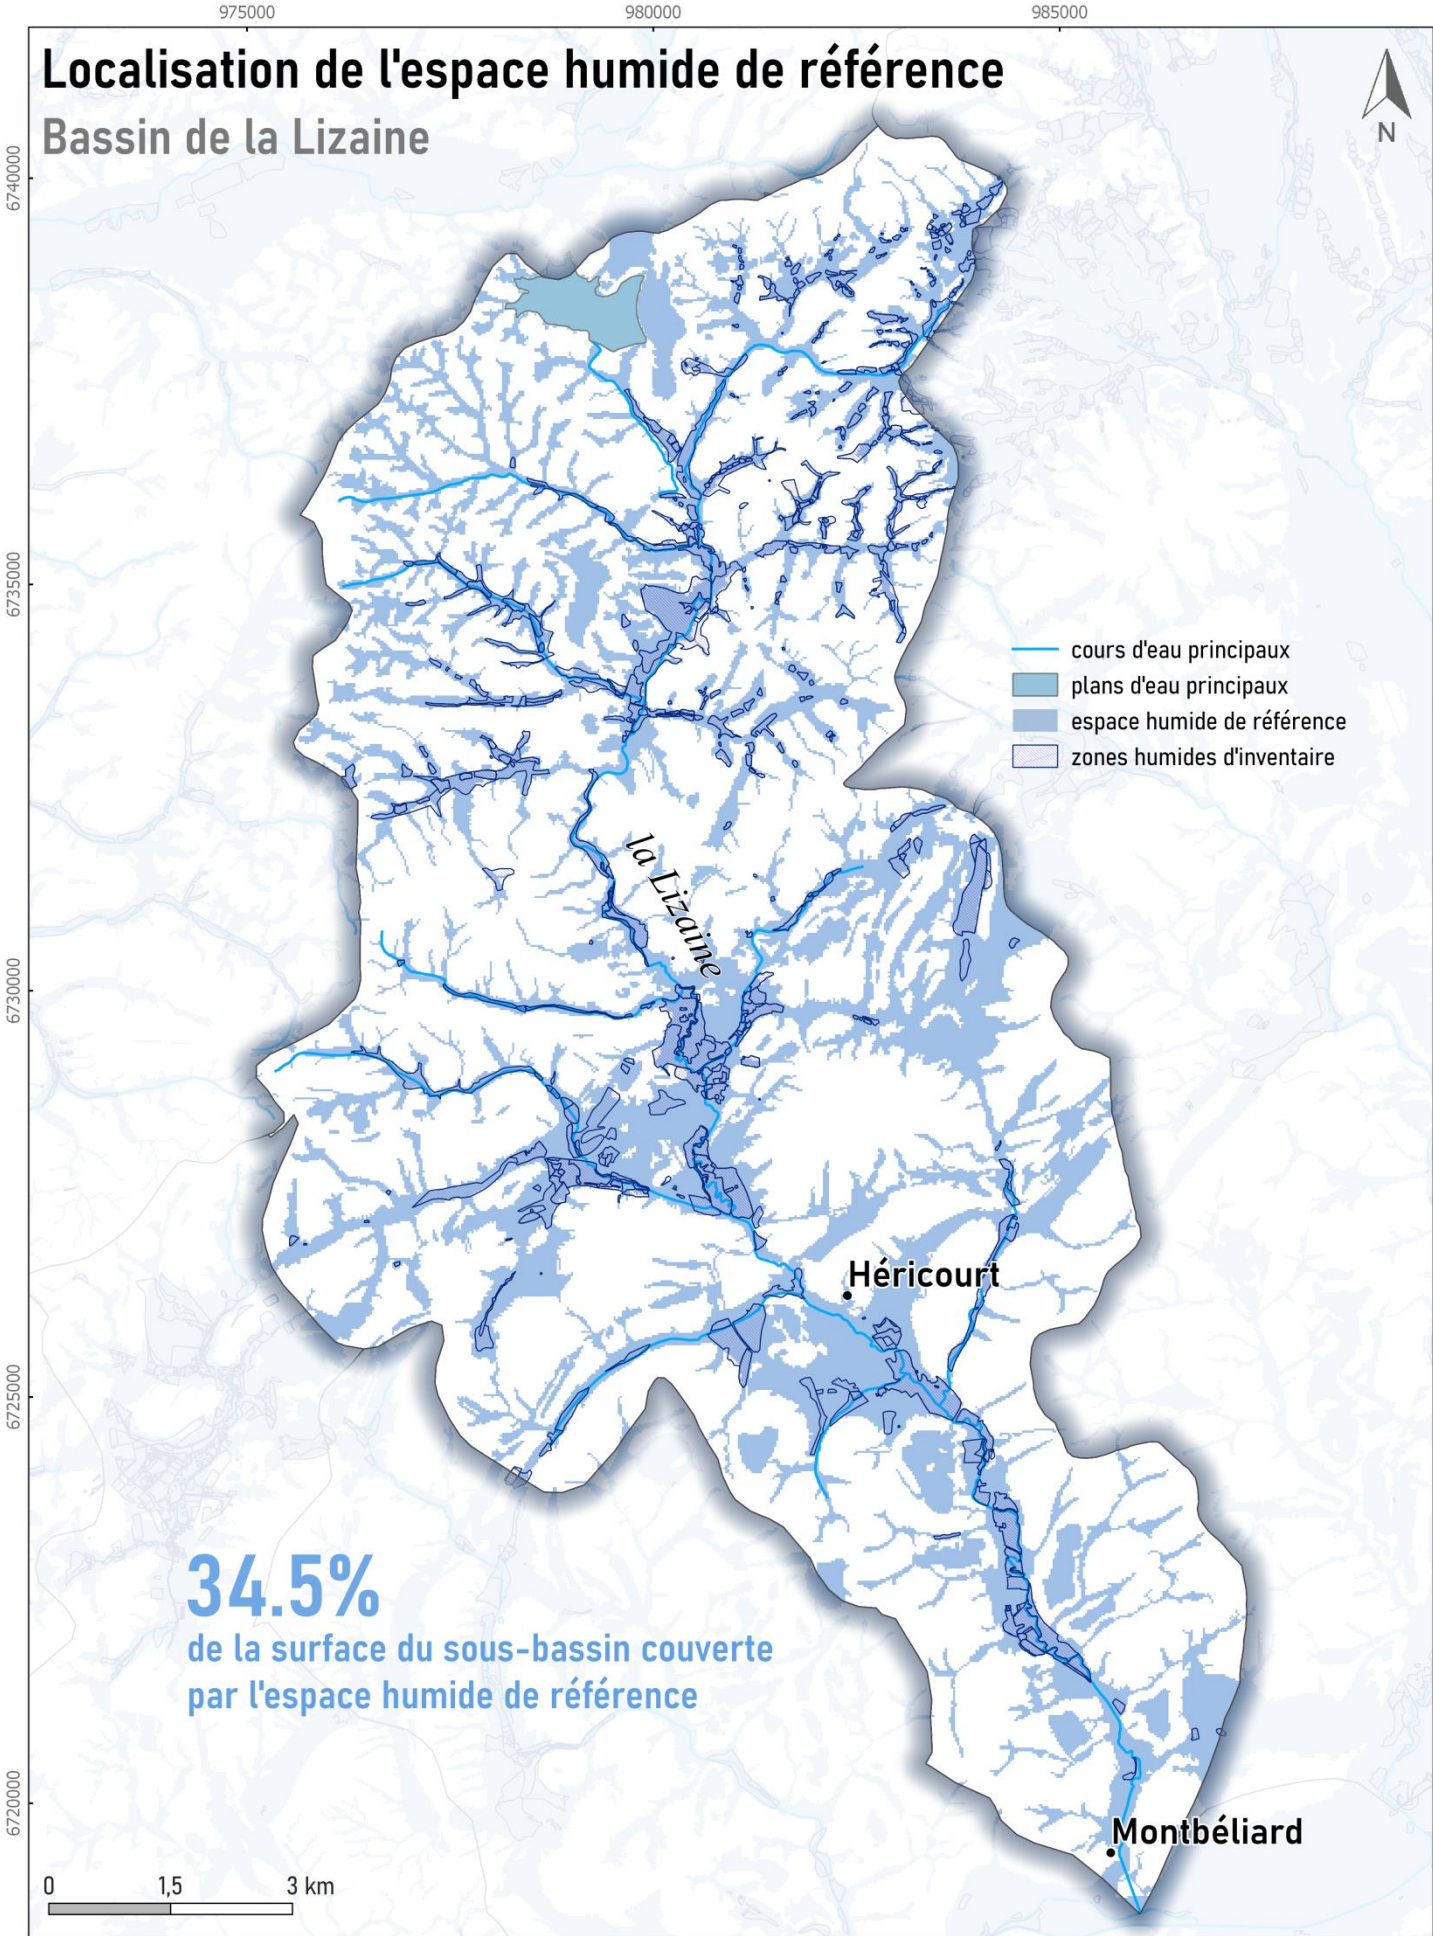 975000
980000
985000
Localisation de l'espace humide de référence
Bassin de la Lizaine
N
6740000
6735000
cours d'eau principaux
plans d'eau principaux
espace humide de référence
zones humides d'inventaire
la Lizaine
6730000
Héricourt
6725000
34.5%
de la surface du sous-bassin couverte
par l'espace humide de référence
6720000
Montbéliard
0 1,5 3 km